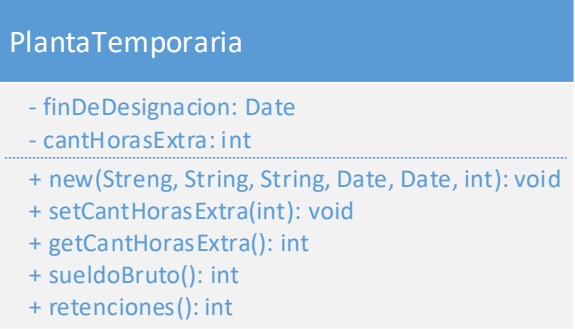 PlantaTemporaria
- finDeDesignacion: Date
- cantHorasExtra: int
+ new(Streng, String, String, Date, Date, int): void
+ setCantHorasExtra(int): void
+ getCantHorasExtra(): int
+ sueldoBruto(): int
+ retenciones(): int